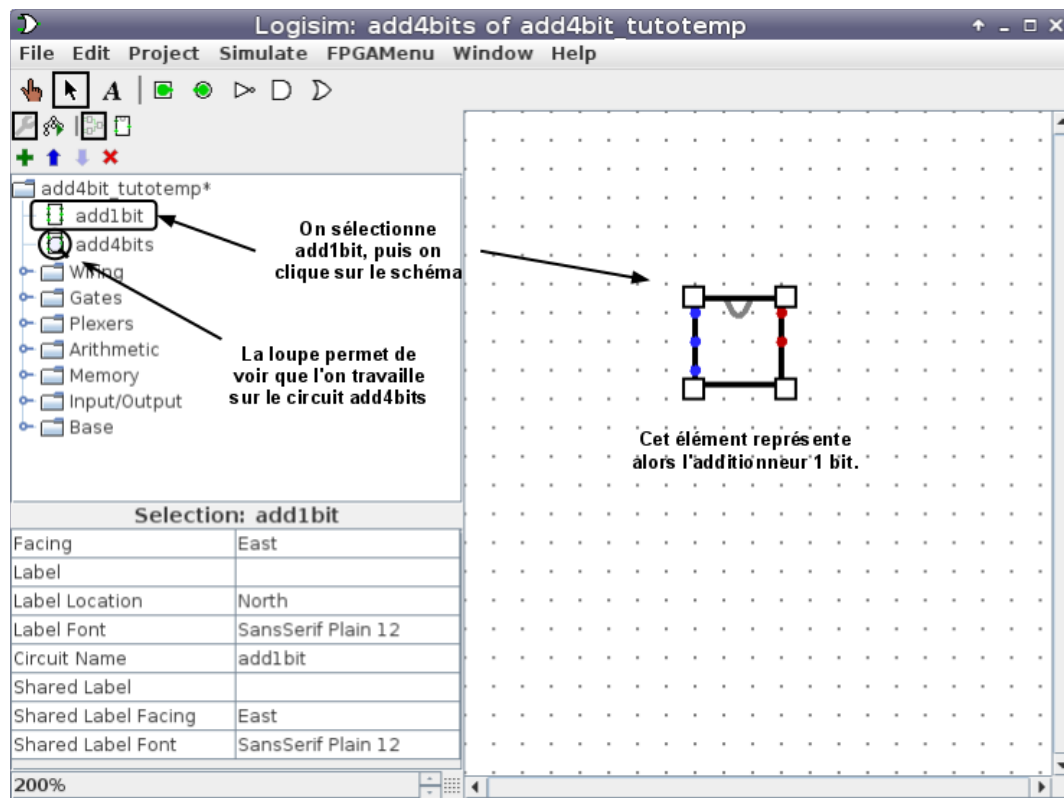 Logisim: add4bits of add4bit_tutotemp
File Edit Project Simulate FPGAMenu Window Help
A
add4bit_tutotemp*
add1bit
add4bits
Wiring
Gates
Plexers
Arithmetic
Memory
Input/Output
Base
On sélectionne
add1bit, puis on
clique sur le schéma
La loupe permet de
voir que l'on travaille
sur le circuit add4bits
Cet élément représente
alors l'additionneur 1 bit.
Selection: add1bit
Facing East
Label
Label Location North
Label Font SansSerif Plain 12
Circuit Name add1bit
Shared Label
Shared Label Facing East
Shared Label Font SansSerif Plain 12
200%